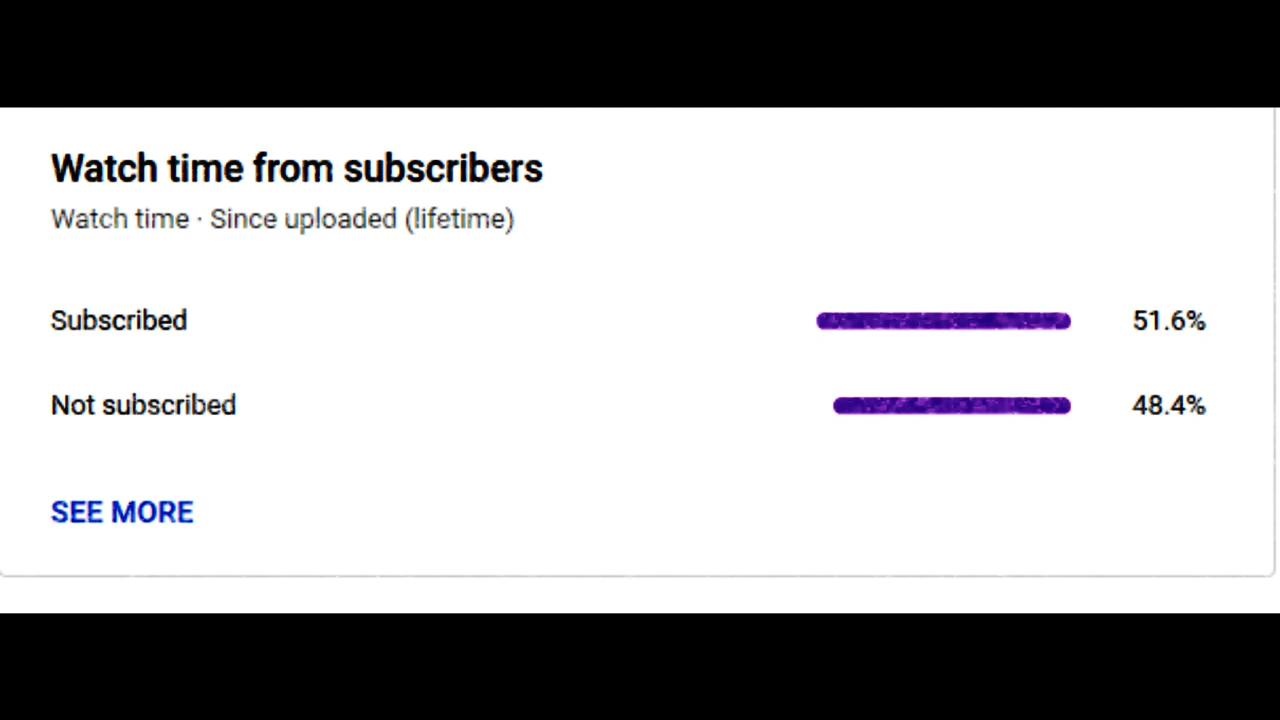 Watch time from subscribers
Watch time · Since uploaded (lifetime)
Subscribed 51.6%
Not subscribed 48.4%
SEE MORE